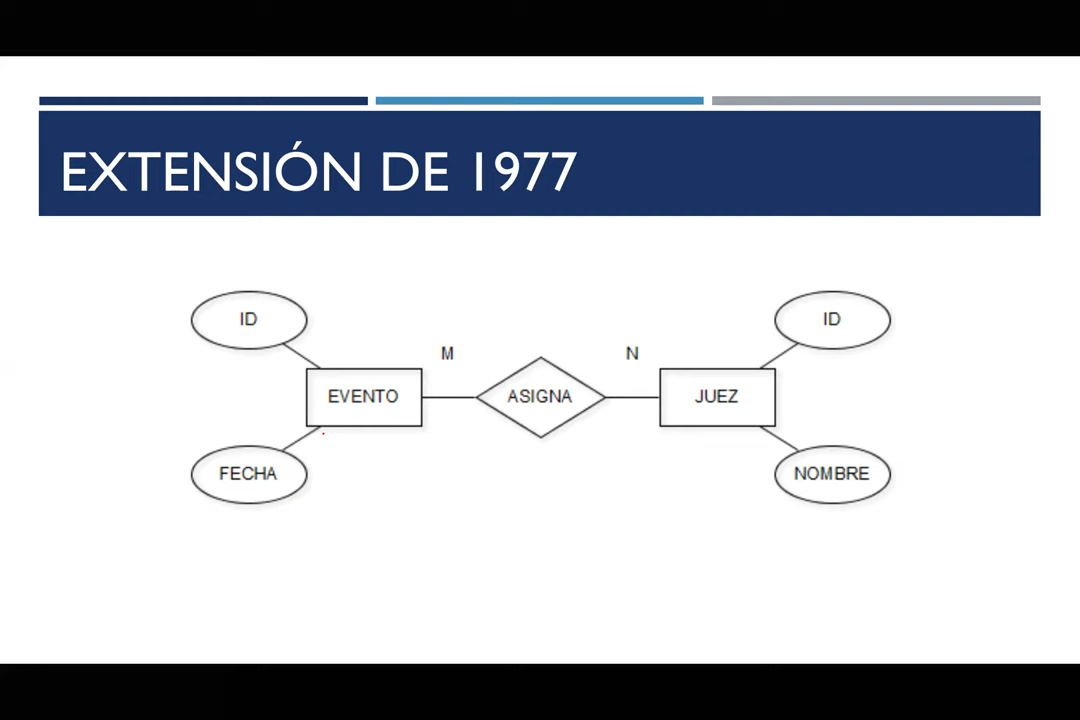 EXTENSIÓN DE 1977
ID
ID
M
N
EVENTO
ASIGNA
JUEZ
FECHA
NOMBRE